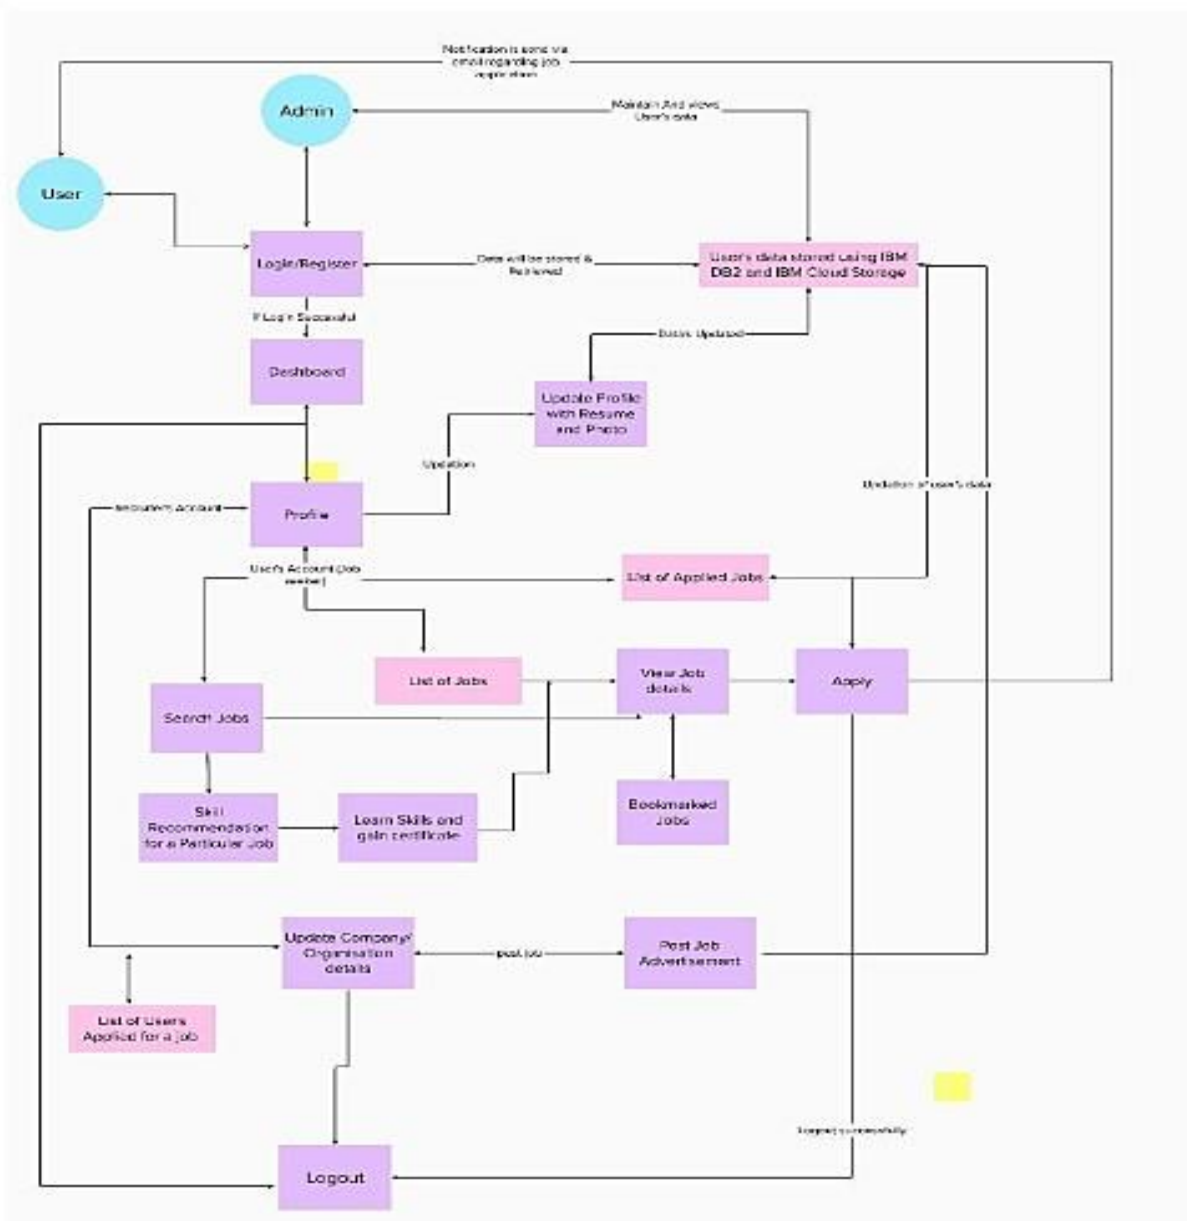 Notification is send via
email regarding job
application
Admin
Maintain And views
User's data
User
Login/Register
Data will be stored &
Retrieved
User's data stored using IBM
DB2 and IBM Cloud Storage
If Login Successful
Dashboard
Data is Updated
Update Profile
with Resume
and Photo
Updation
Updation of user's data
Recruiter's Account
Profile
User's Account (Job
seeker)
List of Applied Jobs
List of Jobs
View Job
details
Apply
Search Jobs
Skill
Recommendation
for a Particular Job
Learn Skills and
gain certificate
Bookmarked
Jobs
Update Company/
Organisation
details
post job
Post Job
Advertisement
List of Users
Applied for a job
Logout successfully
Logout